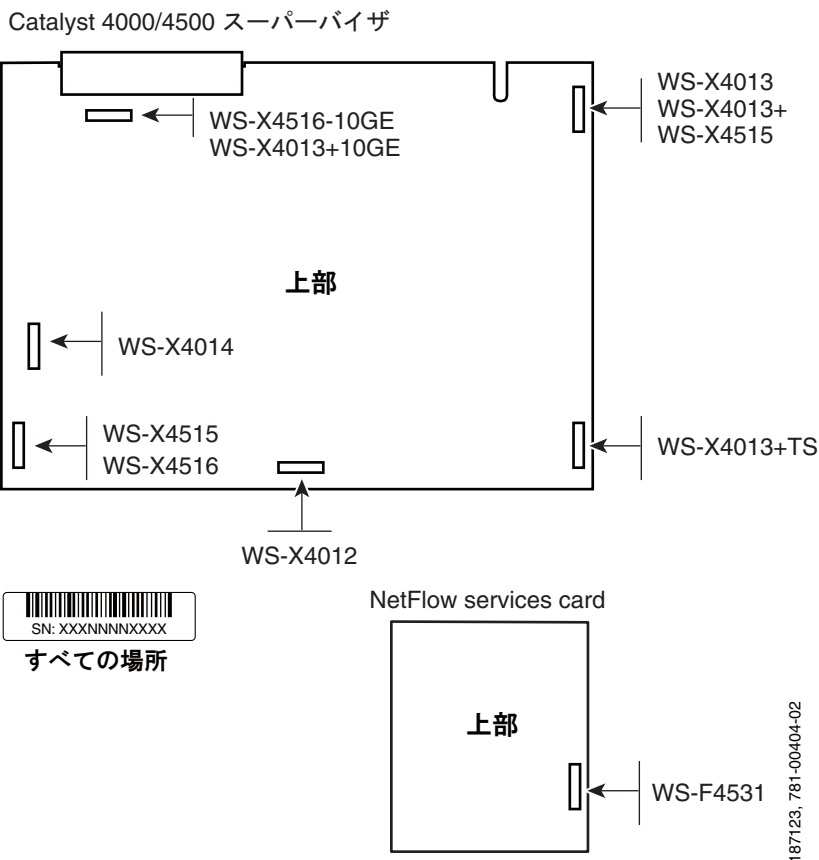 Catalyst 4000/4500 スーパーバイザ
WS-X4516-10GE
WS-X4013+10GE
WS-X4013
WS-X4013+
WS-X4515
上部
WS-X4014
WS-X4515
WS-X4516
WS-X4013+TS
WS-X4012
SN: XXXNNNNXXXX
すべての場所
NetFlow services card
上部
WS-F4531
187123, 781-00404-02